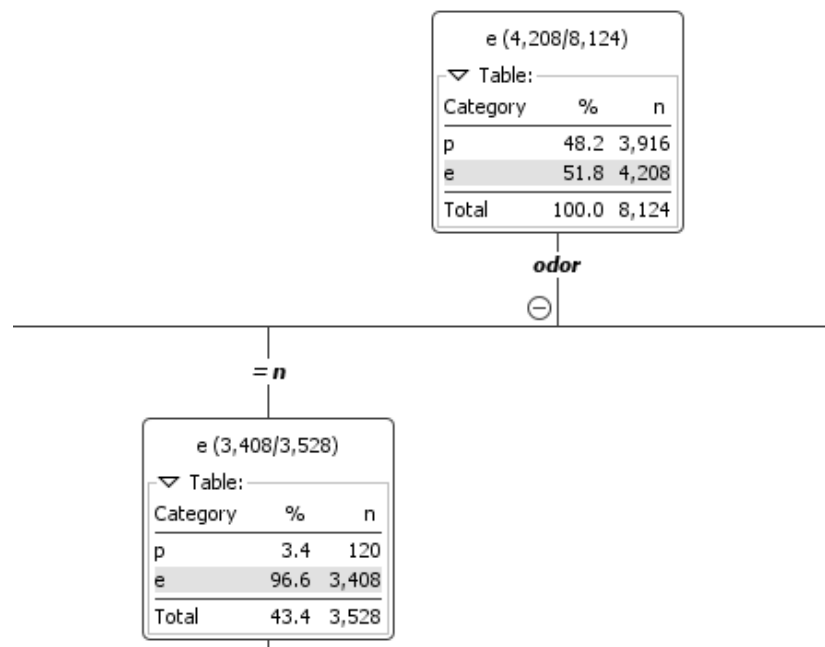 e (4,208/8,124)
Table:
Category % n
p 48.2 3,916
e 51.8 4,208
Total 100.0 8,124
odor
= n
e (3,408/3,528)
Table:
Category % n
p 3.4 120
e 96.6 3,408
Total 43.4 3,528